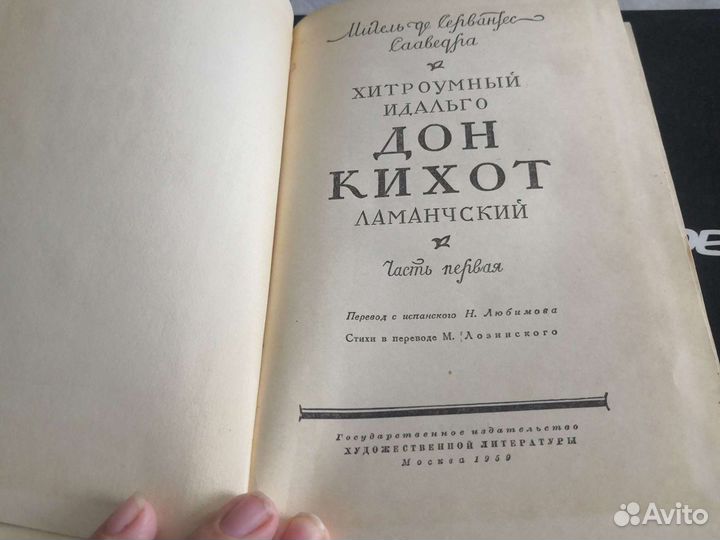 Мигель де Сервантес
Сааведра
ХИТРОУМНЫЙ
ИДАЛЬГО
ДОН
КИХОТ
ЛАМАНЧСКИЙ
Часть первая
Перевод с испанского Н. Любимова
Стихи в переводе М. Лозинского
Государственное издательство
ХУДОЖЕСТВЕННОЙ ЛИТЕРАТУРЫ
Москва 1959
Avito